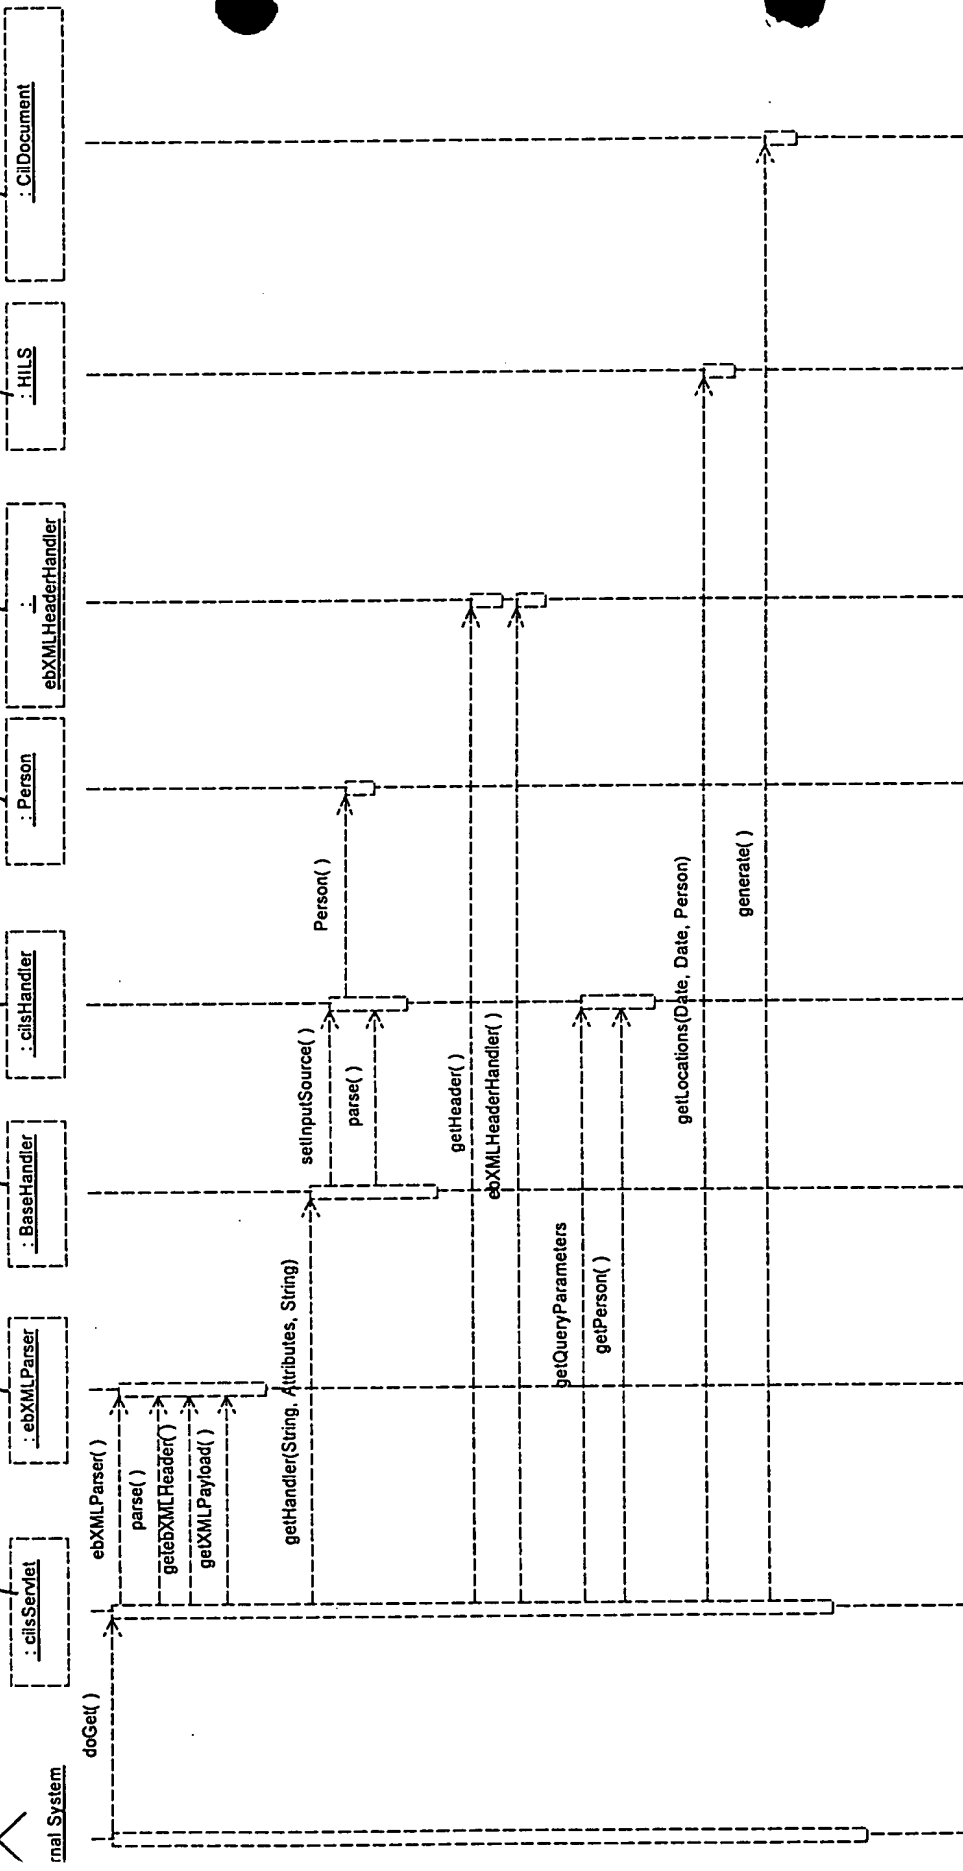 rnal System
: cilsServlet
: ebXMLParser
: BaseHandler
: cilsHandler
: Person
:
ebXMLHeaderHandler
: HILS
: CilDocument
doGet( )
ebXMLParser( )
parse( )
getebXMLHeader( )
getXMLPayload( )
getHandler(String, Attributes, String)
setInputSource( )
Person( )
parse( )
getHeader( )
ebXMLHeaderHandler( )
getQueryParameters
getPerson( )
getLocations(Date, Date, Person)
generate( )